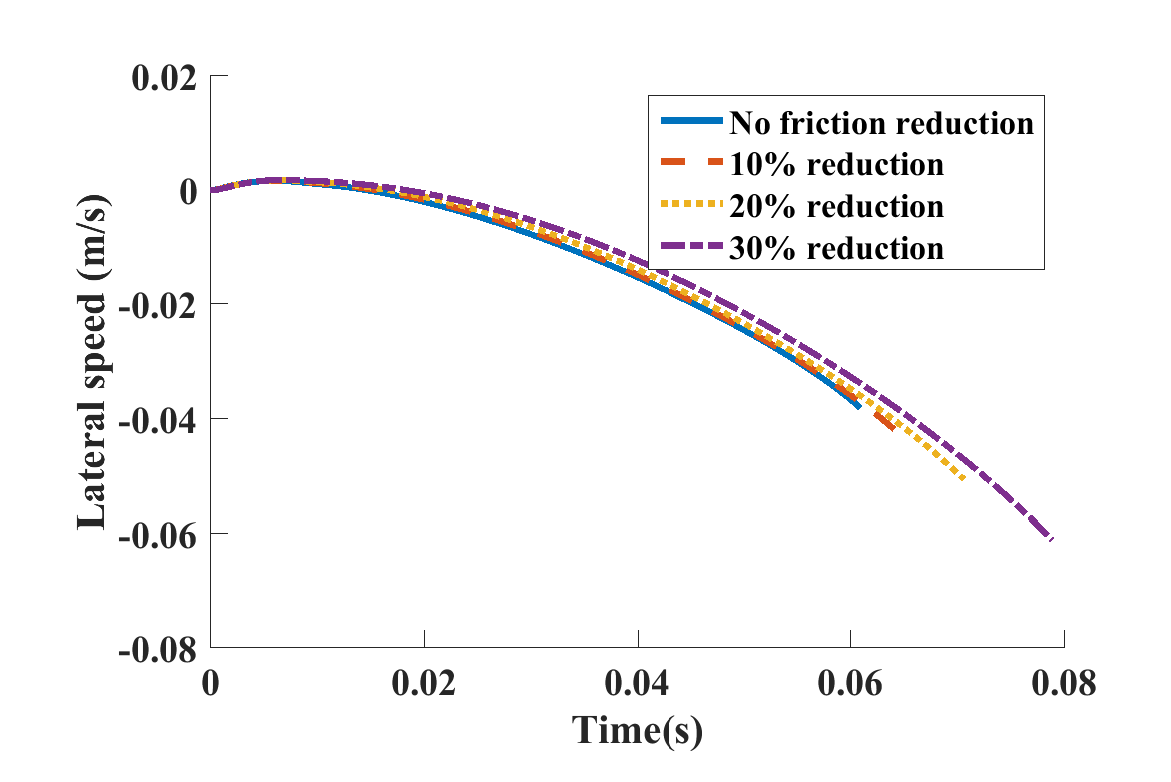 0.02
0
-0.02
-0.04
-0.06
-0.08
Lateral speed (m/s)
No friction reduction
10% reduction
20% reduction
30% reduction
0 0.02 0.04 0.06 0.08
Time(s)